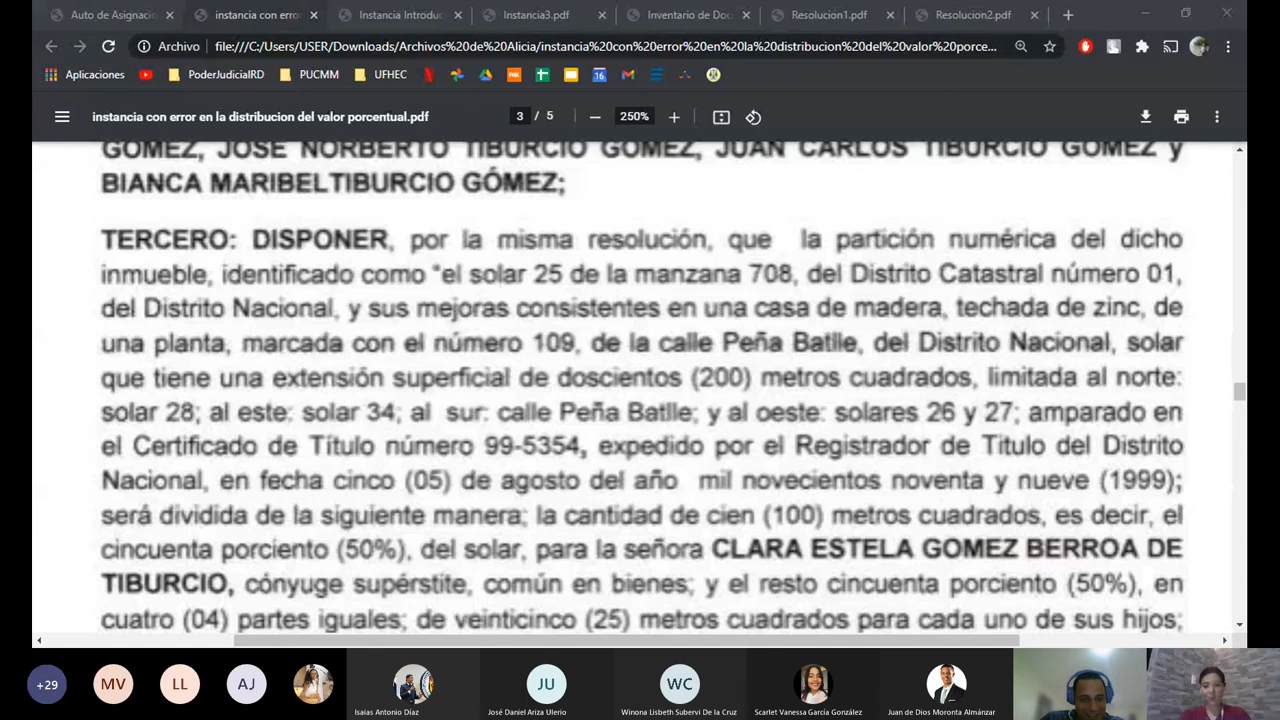 Auto de Asignacio
instancia con erro
Instancia Introduc
Instancia3.pdf
Inventario de Doc
Resolucion1.pdf
Resolucion2.pdf
Archivo
file:///C:/Users/USER/Downloads/Archivos%20de%20Alicia/instancia%20con%20error%20en%20la%20distribucion%20del%20valor%20porce...
Aplicaciones
PoderJudicialRD
PUCMM
UFHEC
instancia con error en la distribucion del valor porcentual.pdf
3 / 5
250%
GOMEZ, JOSE NORBERTO TIBURCIO GOMEZ, JUAN CARLOS TIBURCIO GOMEZ y
BIANCA MARIBELTIBURCIO GÓMEZ;
TERCERO: DISPONER, por la misma resolución, que la partición numérica del dicho
inmueble, identificado como "el solar 25 de la manzana 708, del Distrito Catastral número 01,
del Distrito Nacional, y sus mejoras consistentes en una casa de madera, techada de zinc, de
una planta, marcada con el número 109, de la calle Peña Batlle, del Distrito Nacional, solar
que tiene una extensión superficial de doscientos (200) metros cuadrados, limitada al norte:
solar 28; al este: solar 34; al sur: calle Peña Batlle; y al oeste: solares 26 y 27; amparado en
el Certificado de Título número 99-5354, expedido por el Registrador de Titulo del Distrito
Nacional, en fecha cinco (05) de agosto del año mil novecientos noventa y nueve (1999);
será dividida de la siguiente manera; la cantidad de cien (100) metros cuadrados, es decir, el
cincuenta porciento (50%), del solar, para la señora CLARA ESTELA GOMEZ BERROA DE
TIBURCIO, cónyuge supérstite, común en bienes; y el resto cincuenta porciento (50%), en
cuatro (04) partes iguales; de veinticinco (25) metros cuadrados para cada uno de sus hijos;
+29
MV
LL
AJ
Isaias Antonio Díaz
JU
José Daniel Ariza Ulerio
WC
Winona Lisbeth Subervi De la Cruz
Scarlet Vanessa García González
Juan de Dios Moronta Almánzar